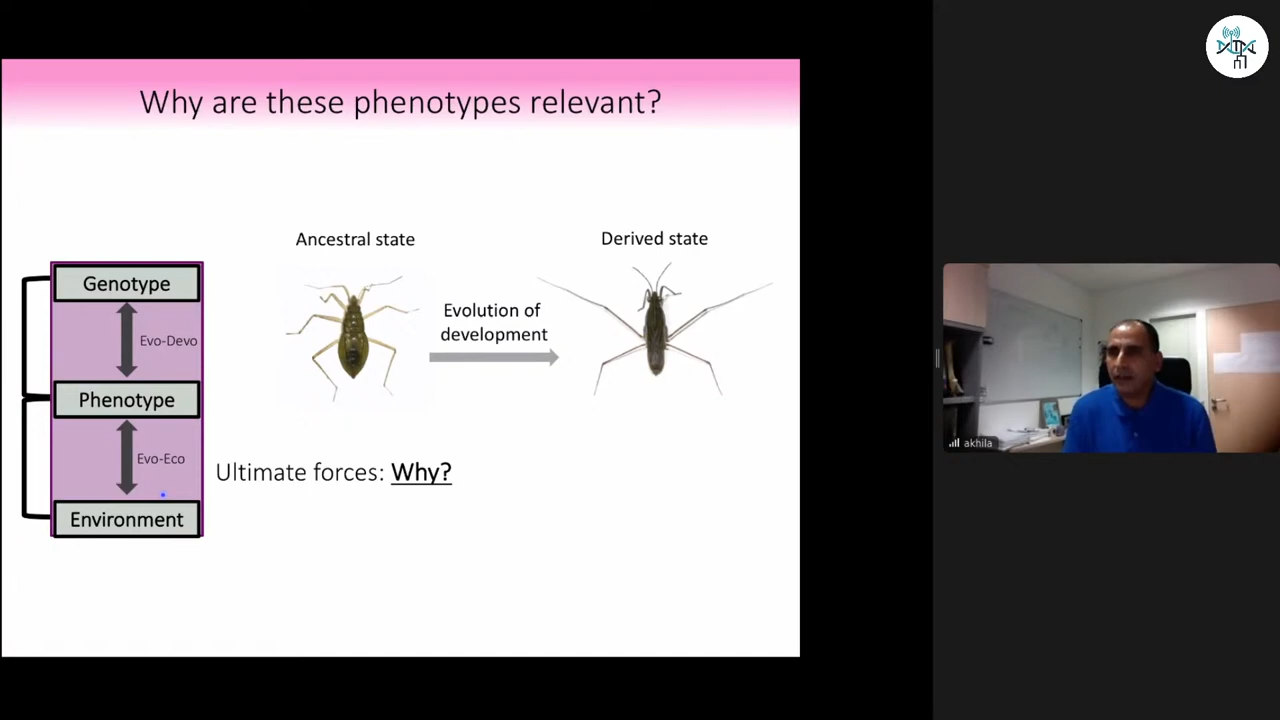 Why are these phenotypes relevant?
Ancestral state
Derived state
Genotype
Evolution of
development
Evo-Devo
Phenotype
Evo-Eco
Ultimate forces: Why?
Environment
akhila